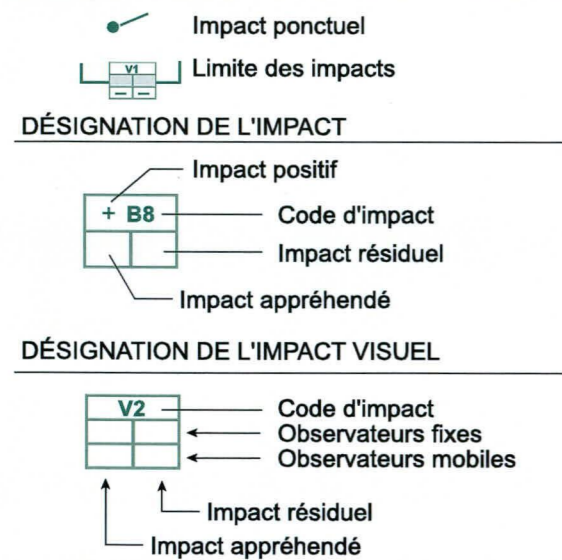 Impact ponctuel
V1
Limite des impacts
— —
DÉSIGNATION DE L'IMPACT
Impact positif
+ B8
Code d'impact
Impact résiduel
Impact appréhendé
DÉSIGNATION DE L'IMPACT VISUEL
V2
Code d'impact
Observateurs fixes
Observateurs mobiles
Impact résiduel
Impact appréhendé